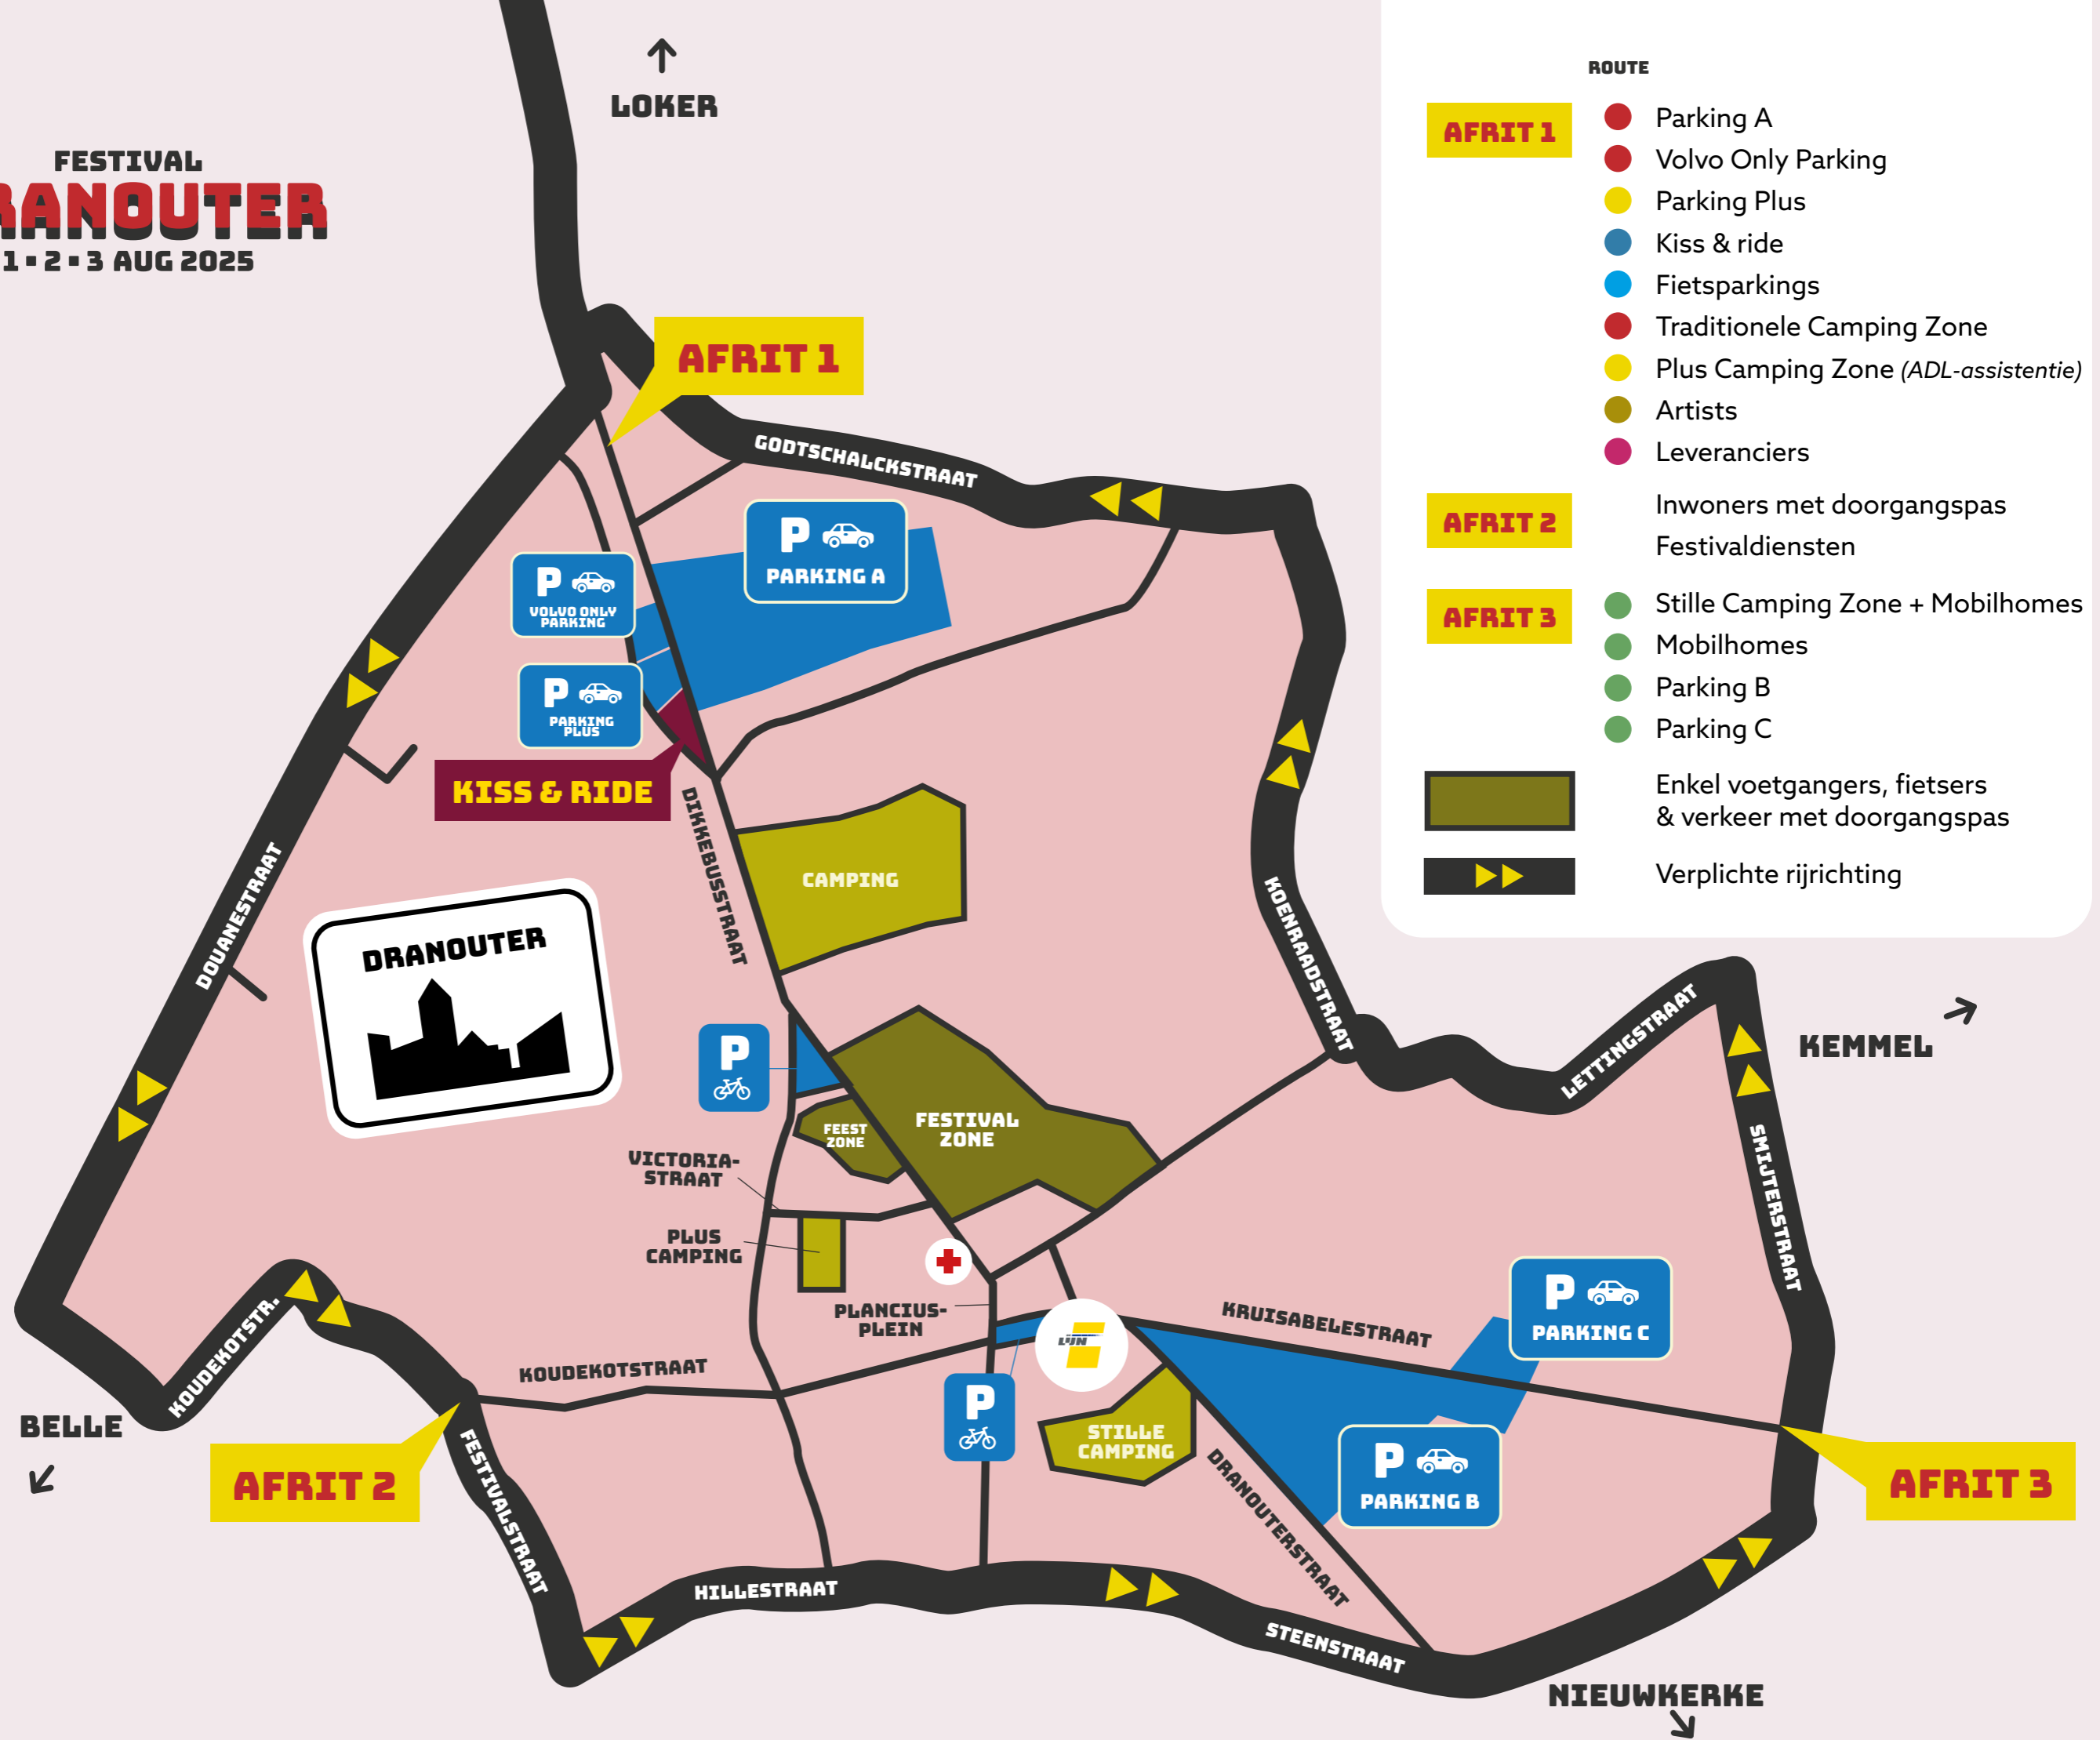 LOKER
FESTIVAL
RANOUTER
1 ▪ 2 ▪ 3 AUG 2025
ROUTE
AFRIT 1
Parking A
Volvo Only Parking
Parking Plus
Kiss & ride
Fietsparkings
Traditionele Camping Zone
Plus Camping Zone (ADL-assistentie)
Artists
Leveranciers
AFRIT 2
Inwoners met doorgangspas
Festivaldiensten
AFRIT 3
Stille Camping Zone + Mobilhomes
Mobilhomes
Parking B
Parking C
Enkel voetgangers, fietsers
& verkeer met doorgangspas
Verplichte rijrichting
AFRIT 1
GODTSCHALCKSTRAAT
P
PARKING A
P
VOLVO ONLY
PARKING
P
PARKING
PLUS
KISS & RIDE
DIKKEBUSSTRAAT
CAMPING
DOUANESTRAAT
DRANOUTER
KOENRAADSTRAAT
LETTINGSTRAAT
KEMMEL
SMIJTERSTRAAT
P
FEEST
ZONE
FESTIVAL
ZONE
VICTORIA-
STRAAT
PLUS
CAMPING
PLANCIUS-
PLEIN
LIJN
KRUISABELESTRAAT
P
PARKING C
KOUDEKOTSTR.
KOUDEKOTSTRAAT
BELLE
AFRIT 2
FESTIVALSTRAAT
P
STILLE
CAMPING
DRANOUTERSTRAAT
P
PARKING B
AFRIT 3
HILLESTRAAT
STEENSTRAAT
NIEUWKERKE